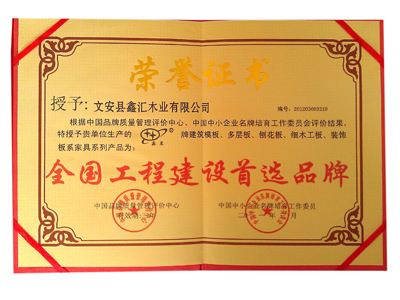 荣誉证书
授予：文安县鑫汇木业有限公司
编号：201203083218
根据中国品牌质量管理评价中心、中国中小企业名牌培育工作委员会评价结果，
特授予贵单位生产的 牌建筑模板、多层板、刨花板、细木工板、装饰
板系家具系列产品为：
全国工程建设首选品牌
中国品牌质量管理评价中心 中国中小企业名牌培育工作委员